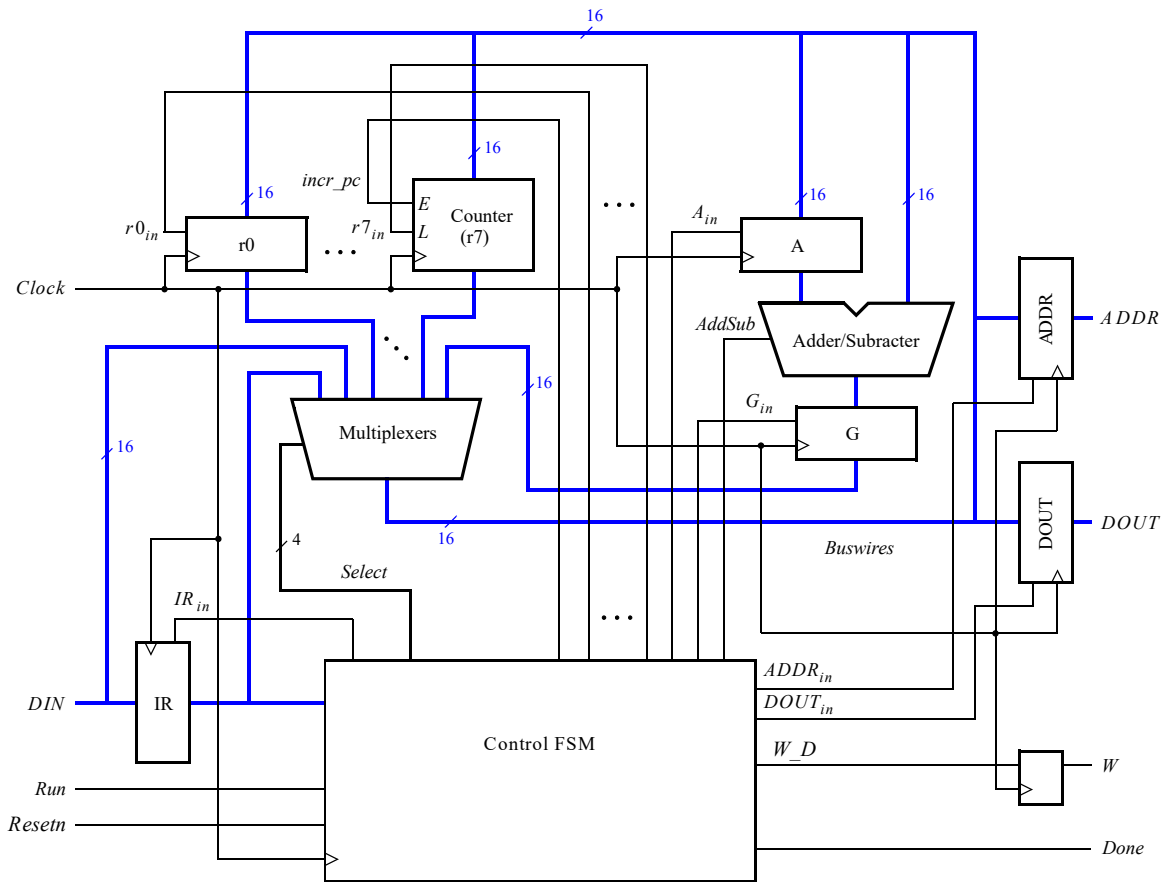 16
16
incr_pc
16
16
16
E
Counter
(r7)
L
r0in
r0
. . .
r7in
. . .
Ain
A
Clock
ADDR
ADDR
AddSub
Adder/Subracter
. . .
16
Gin
G
Multiplexers
16
16
4
Buswires
DOUT
DOUT
Select
IRin
. . .
ADDRin
DOUTin
DIN
IR
Control FSM
W_D
W
Run
Resetn
Done